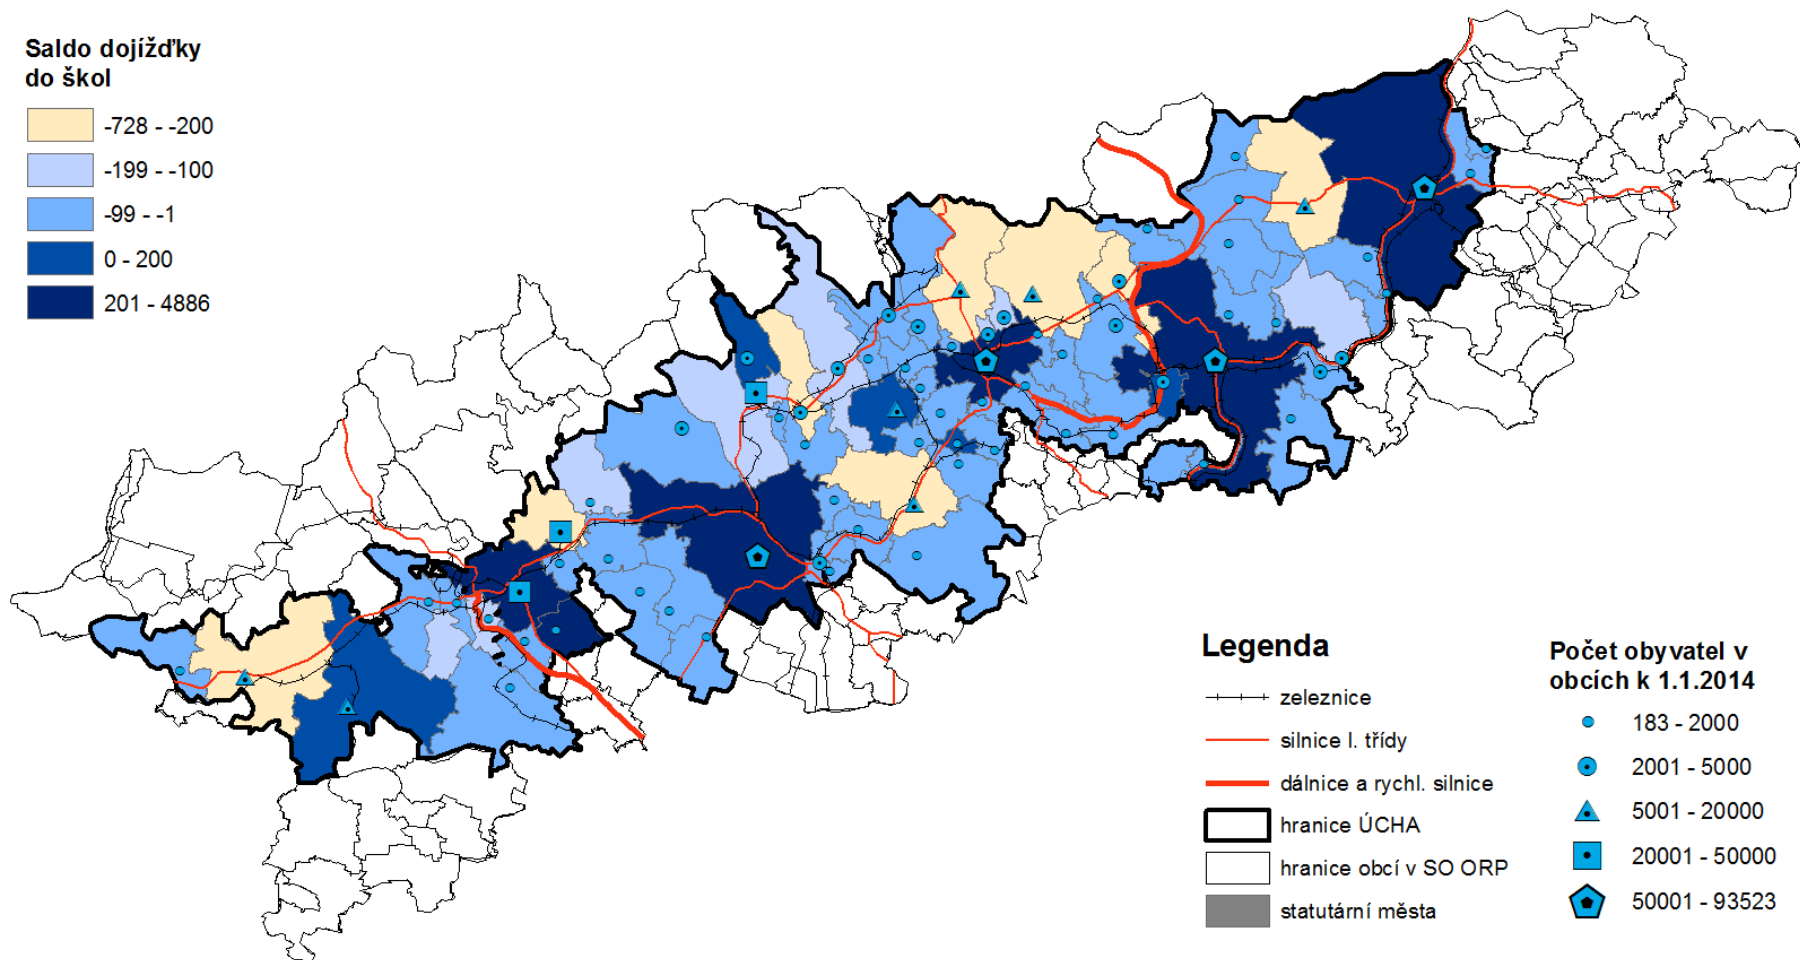 Saldo dojížďky
do škol
-728 - -200
-199 - -100
-99 - -1
0 - 200
201 - 4886
Legenda
zeleznice
silnice I. třídy
dálnice a rychl. silnice
hranice ÚCHA
hranice obcí v SO ORP
statutární města
Počet obyvatel v
obcích k 1.1.2014
183 - 2000
2001 - 5000
5001 - 20000
20001 - 50000
50001 - 93523